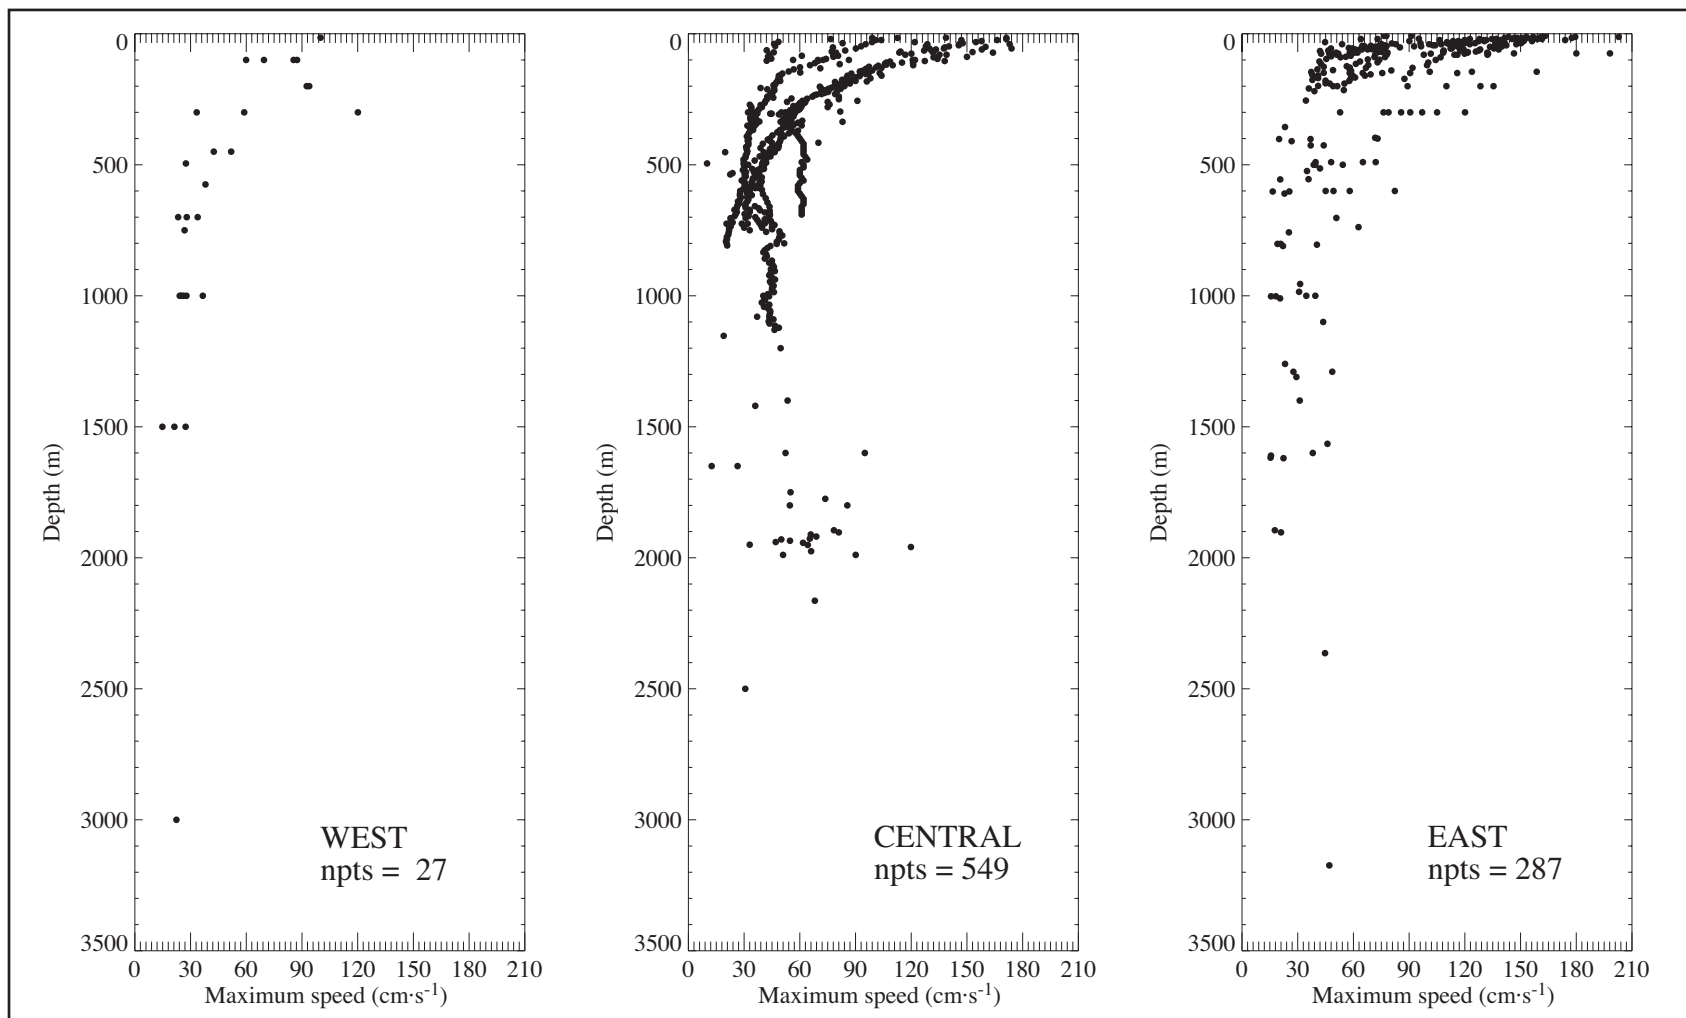 0
500
1000
1500
2000
2500
3000
3500
Depth (m)
0 30 60 90 120 150 180 210
Maximum speed (cm·s-1)
WEST
npts = 27
0
500
1000
1500
2000
2500
3000
3500
Depth (m)
0 30 60 90 120 150 180 210
Maximum speed (cm·s-1)
CENTRAL
npts = 549
0
500
1000
1500
2000
2500
3000
3500
Depth (m)
0 30 60 90 120 150 180 210
Maximum speed (cm·s-1)
EAST
npts = 287